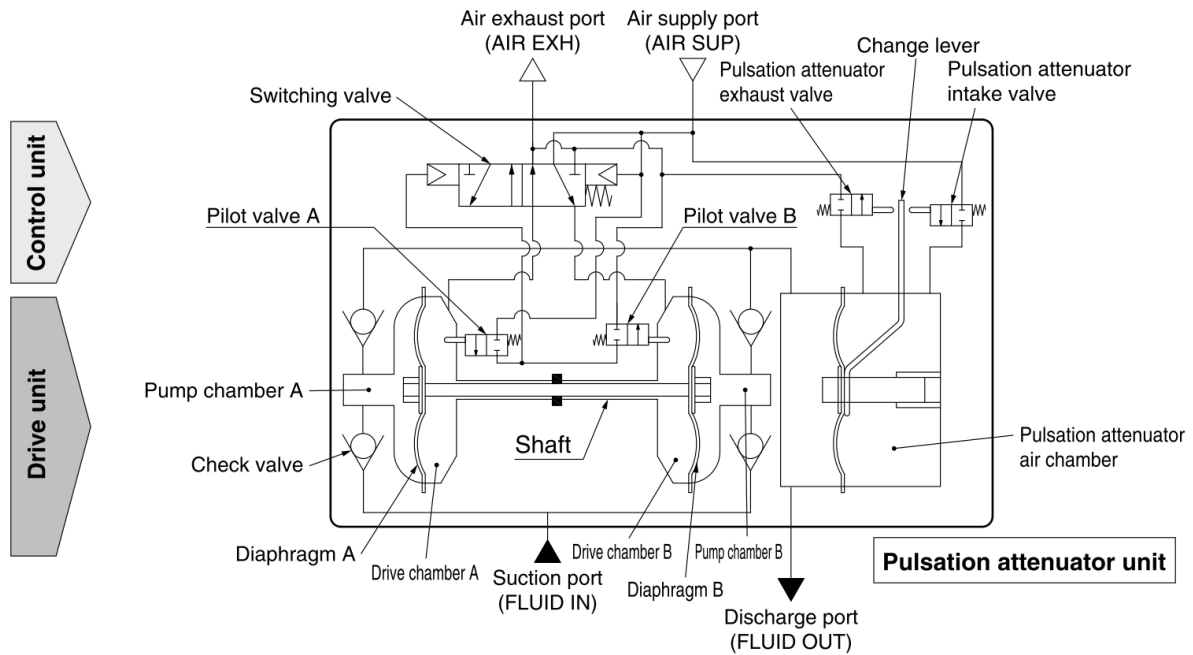 Air exhaust port
(AIR EXH)
Air supply port
(AIR SUP)
Change lever
Pulsation attenuator
exhaust valve
Pulsation attenuator
intake valve
Switching valve
Control unit
Pilot valve A
Pilot valve B
Drive unit
Pump chamber A
Shaft
Check valve
Pulsation attenuator
air chamber
Diaphragm A
Drive chamber A
Suction port
(FLUID IN)
Drive chamber B
Diaphragm B
Pump chamber B
Pulsation attenuator unit
Discharge port
(FLUID OUT)